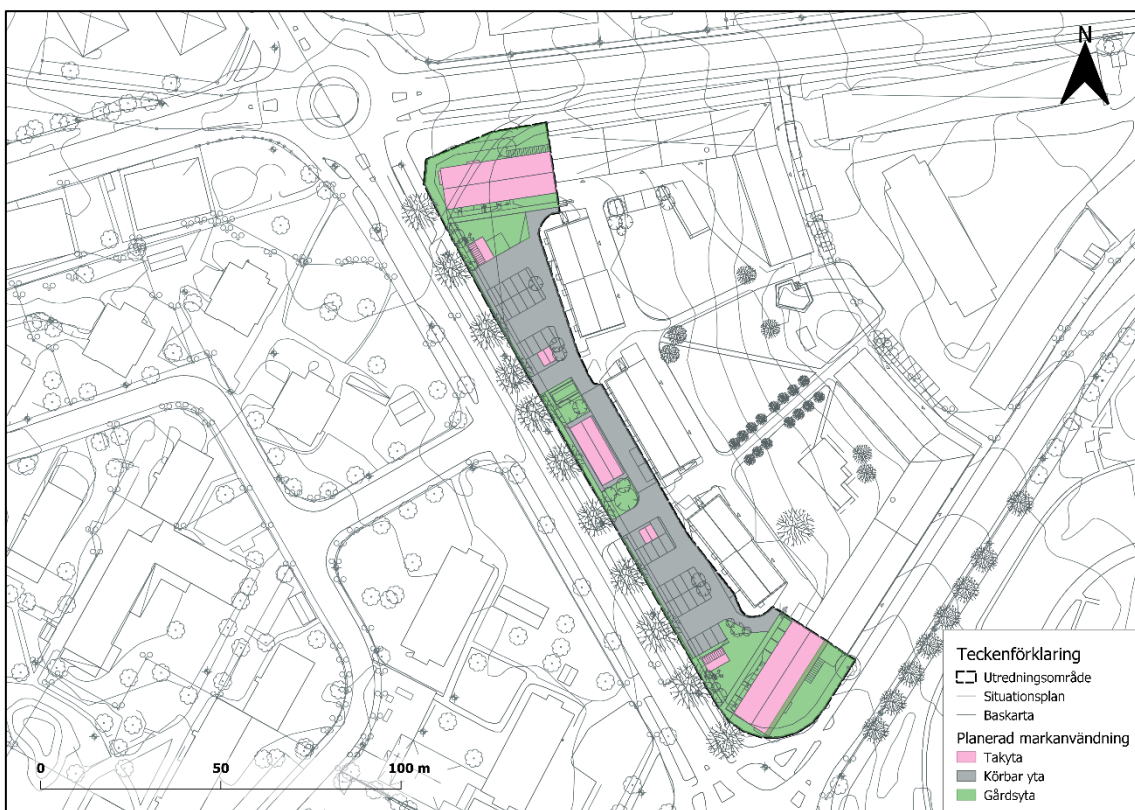 N
Teckenförklaring
Utredningsområde
Situationsplan
Baskarta
Planerad markanvändning
Takyta
Körbar yta
Gårdsyta
0 50 100 m